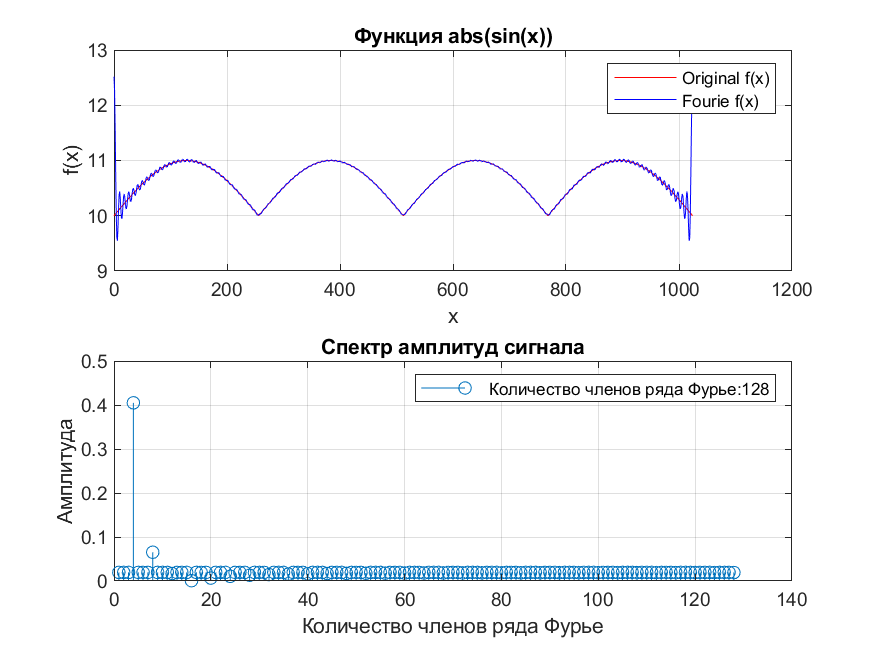 Функция abs(sin(x))
13
12
11
10
9
f(x)
Original f(x)
Fourie f(x)
0 200 400 600 800 1000 1200
x
Спектр амплитуд сигнала
0.5
0.4
0.3
0.2
0.1
0
Амплитуда
Количество членов ряда Фурье:128
0 20 40 60 80 100 120 140
Количество членов ряда Фурье